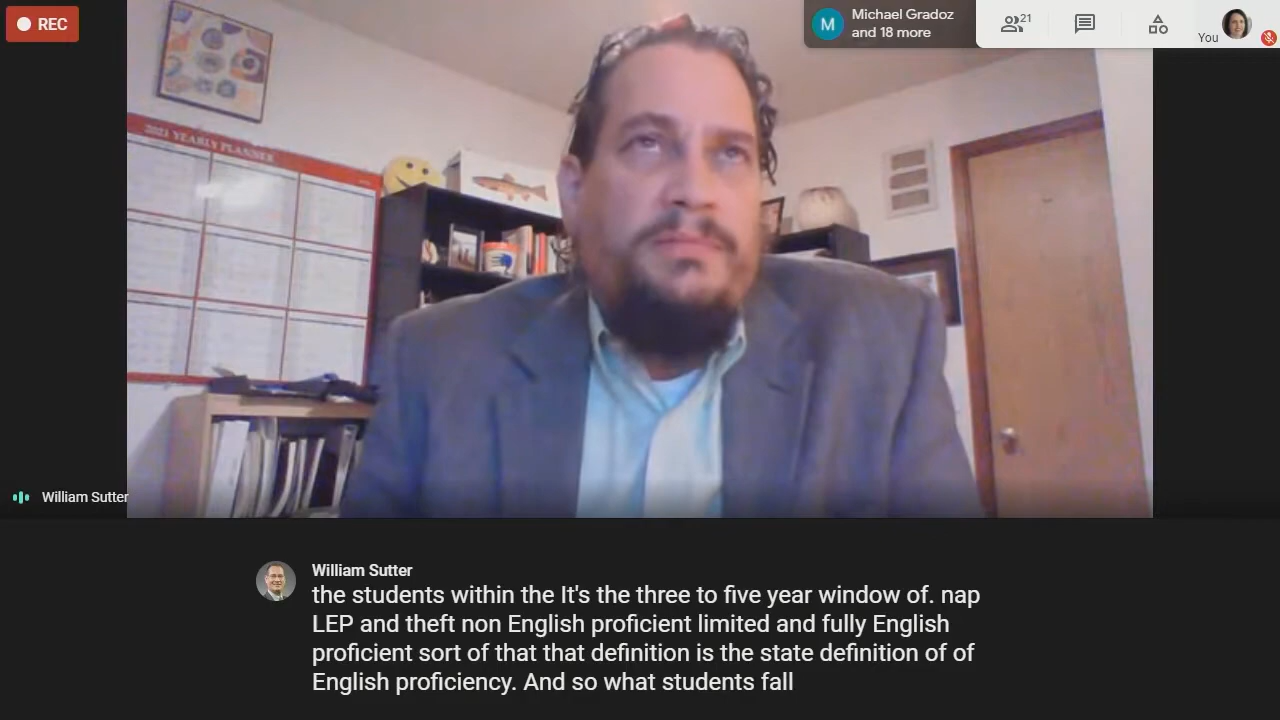 REC
Michael Gradoz
and 18 more
M
21
You
2021 YEARLY PLANNER
William Sutter
William Sutter
the students within the It's the three to five year window of. nap
LEP and theft non English proficient limited and fully English
proficient sort of that that definition is the state definition of of
English proficiency. And so what students fall